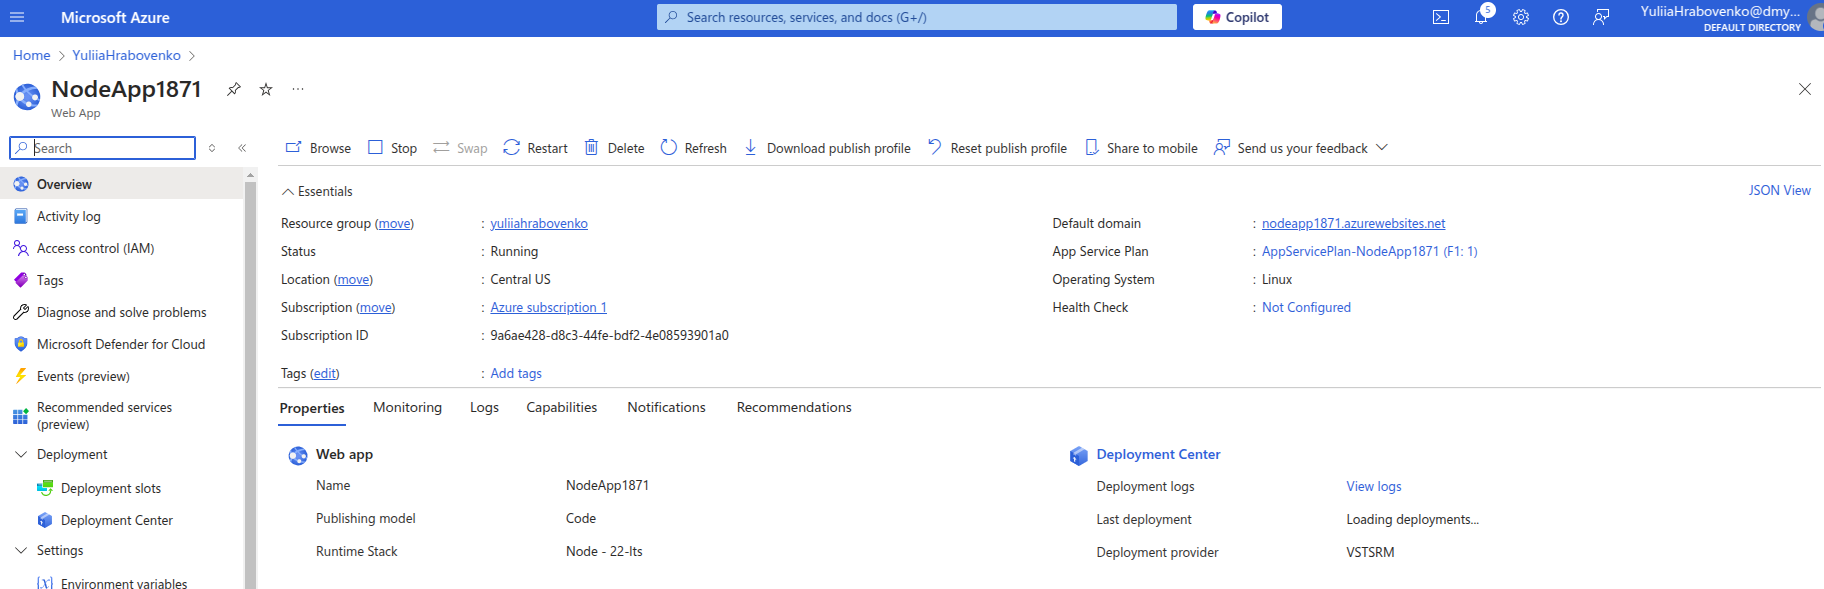 Microsoft Azure
Search resources, services, and docs (G+/)
Copilot
5
YuliiaHrabovenko@dmy...
DEFAULT DIRECTORY
Home > YuliiaHrabovenko >
NodeApp1871
Web App
Search
Browse Stop Swap Restart Delete Refresh Download publish profile Reset publish profile Share to mobile Send us your feedback
Overview
Activity log
Access control (IAM)
Tags
Diagnose and solve problems
Microsoft Defender for Cloud
Events (preview)
Recommended services
(preview)
Deployment
Deployment slots
Deployment Center
Settings
Environment variables
Essentials
JSON View
Resource group (move) : yuliiahrabovenko
Status : Running
Location (move) : Central US
Subscription (move) : Azure subscription 1
Subscription ID : 9a6ae428-d8c3-44fe-bdf2-4e08593901a0
Default domain : nodeapp1871.azurewebsites.net
App Service Plan : AppServicePlan-NodeApp1871 (F1: 1)
Operating System : Linux
Health Check : Not Configured
Tags (edit) : Add tags
Properties Monitoring Logs Capabilities Notifications Recommendations
Web app
Name NodeApp1871
Publishing model Code
Runtime Stack Node - 22-lts
Deployment Center
Deployment logs View logs
Last deployment Loading deployments...
Deployment provider VSTSRM